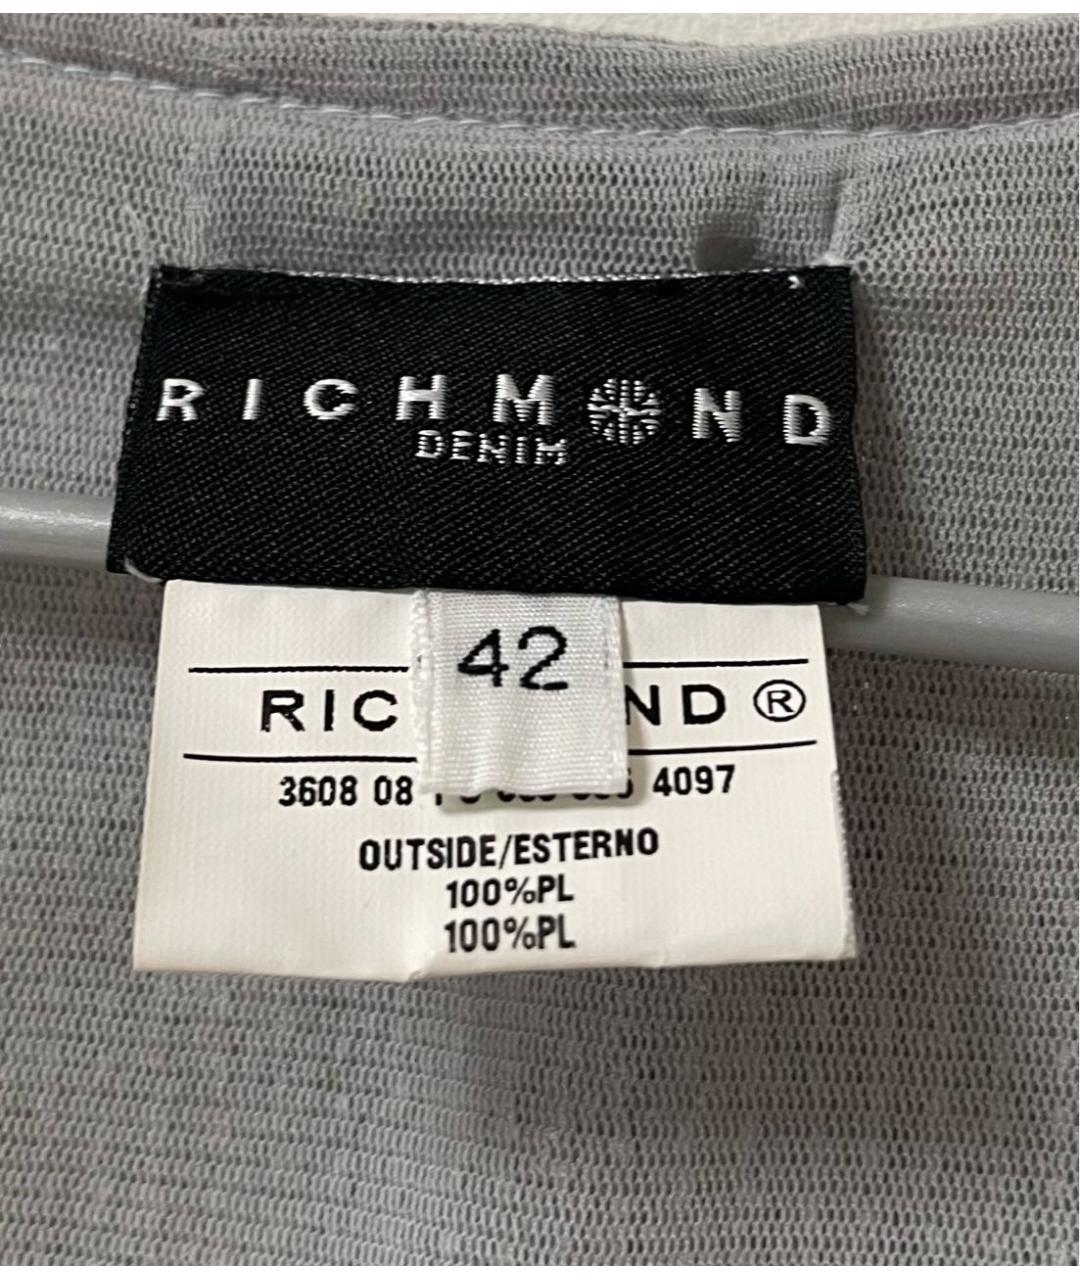 RICHMOND
DENIM
42
RIC ND®
3608 08 4097
OUTSIDE/ESTERNO
100%PL
100%PL